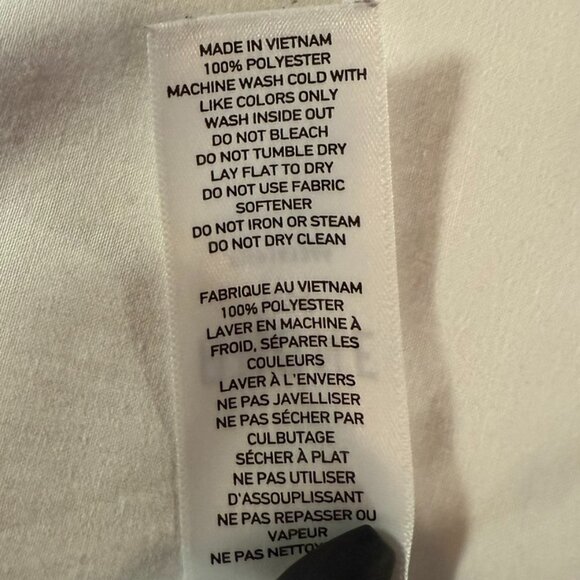 MADE IN VIETNAM
100% POLYESTER
MACHINE WASH COLD WITH
LIKE COLORS ONLY
WASH INSIDE OUT
DO NOT BLEACH
DO NOT TUMBLE DRY
LAY FLAT TO DRY
DO NOT USE FABRIC
SOFTENER
DO NOT IRON OR STEAM
DO NOT DRY CLEAN
FABRIQUE AU VIETNAM
100% POLYESTER
LAVER EN MACHINE À
FROID, SÉPARER LES
COULEURS
LAVER À L'ENVERS
NE PAS JAVELLISER
NE PAS SÉCHER PAR
CULBUTAGE
SÉCHER À PLAT
NE PAS UTILISER
D'ASSOUPLISSANT
NE PAS REPASSER OU
VAPEUR
NE PAS